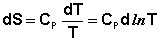 dS = C_P dT/T = C_P d ln T